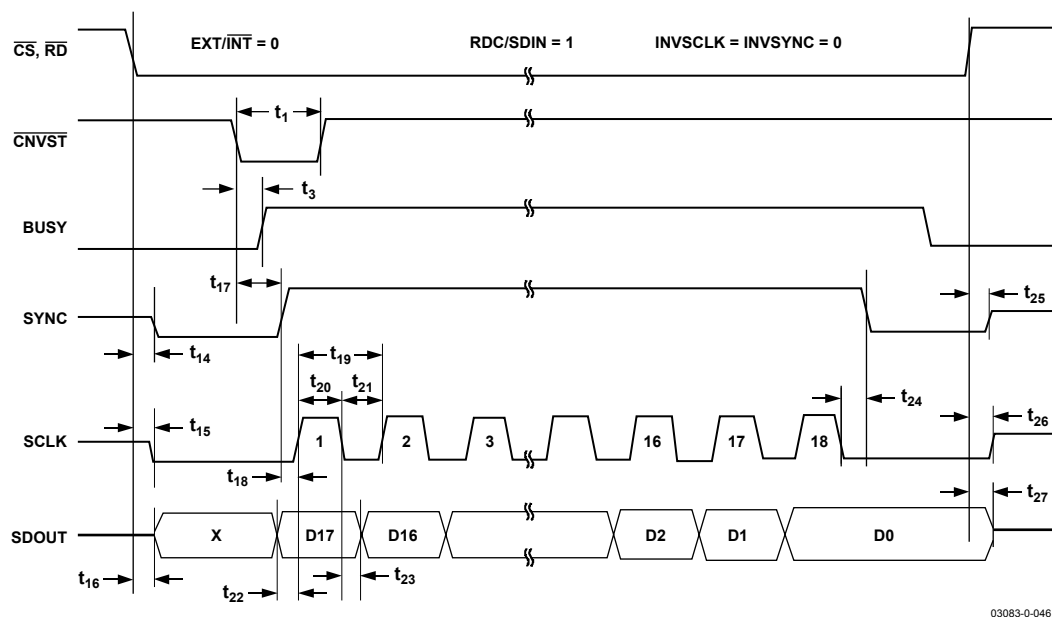 CS, RD
EXT/INT = 0
RDC/SDIN = 1
INVSCLK = INVSYNC = 0
t1
CNVST
t3
BUSY
t17
t25
SYNC
t14
t19
t20
t21
t24
t15
t26
SCLK
1
2
3
16
17
18
t18
t27
SDOUT
X
D17
D16
D2
D1
D0
t16
t22
t23
03083-0-046